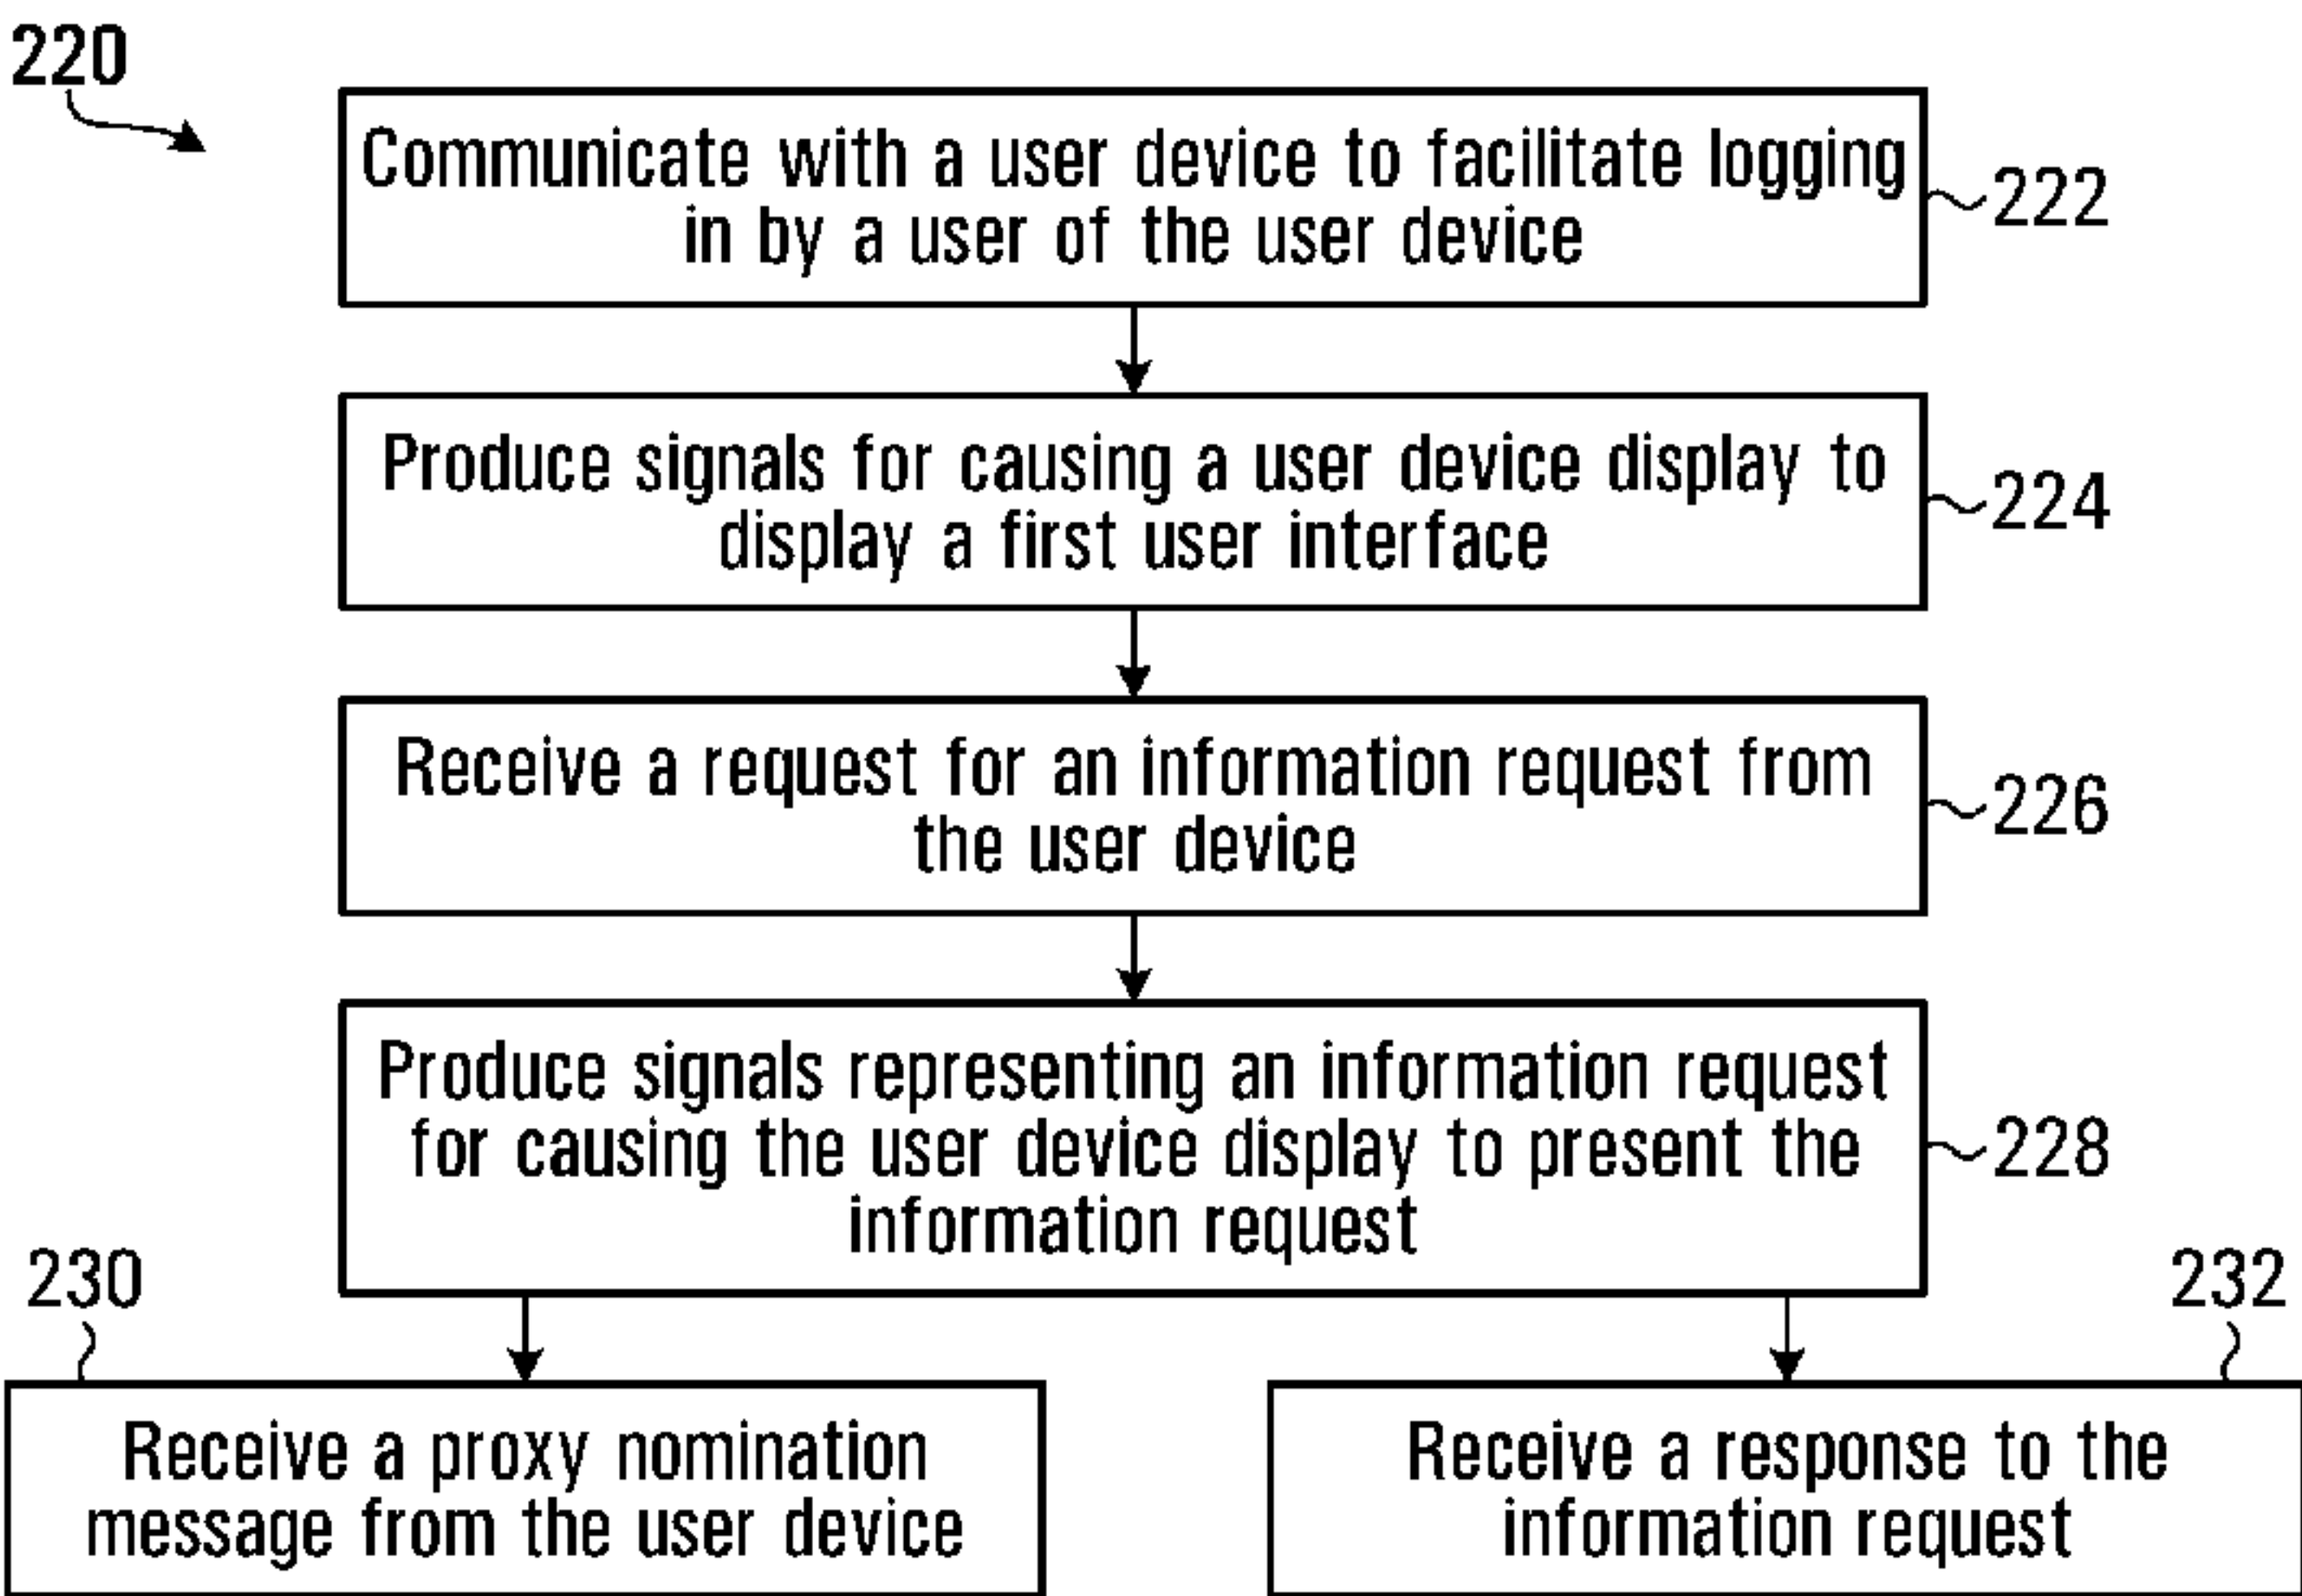 220
Communicate with a user device to facilitate logging
in by a user of the user device
222
Produce signals for causing a user device display to
display a first user interface
224
Receive a request for an information request from
the user device
226
Produce signals representing an information request
for causing the user device display to present the
information request
228
230
Receive a proxy nomination
message from the user device
232
Receive a response to the
information request